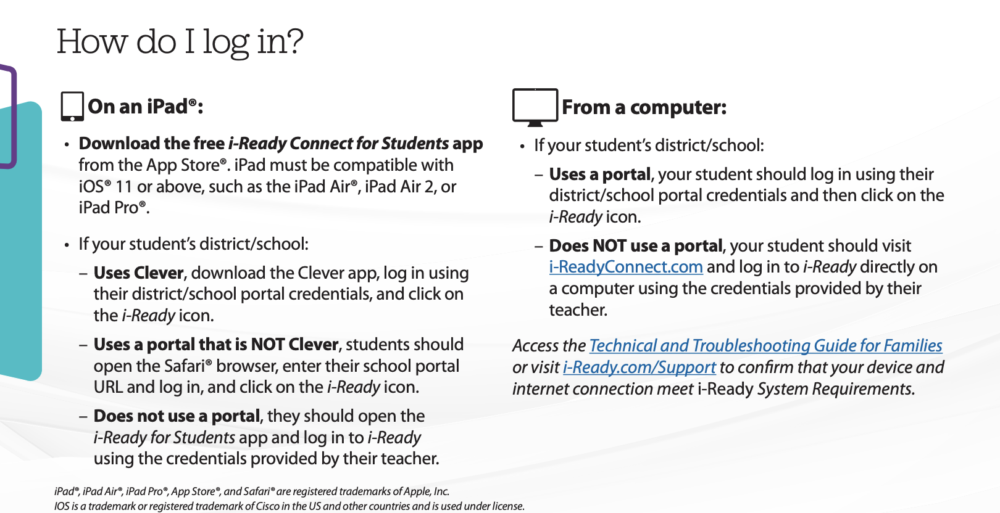 How do I log in?
On an iPad®:
• Download the free i-Ready Connect for Students app
from the App Store®. iPad must be compatible with
iOS® 11 or above, such as the iPad Air®, iPad Air 2, or
iPad Pro®.
• If your student’s district/school:
– Uses Clever, download the Clever app, log in using
their district/school portal credentials, and click on
the i-Ready icon.
– Uses a portal that is NOT Clever, students should
open the Safari® browser, enter their school portal
URL and log in, and click on the i-Ready icon.
– Does not use a portal, they should open the
i-Ready for Students app and log in to i-Ready
using the credentials provided by their teacher.
From a computer:
• If your student’s district/school:
– Uses a portal, your student should log in using their
district/school portal credentials and then click on the
i-Ready icon.
– Does NOT use a portal, your student should visit
i-ReadyConnect.com and log in to i-Ready directly on
a computer using the credentials provided by their
teacher.
Access the Technical and Troubleshooting Guide for Families
or visit i-Ready.com/Support to confirm that your device and
internet connection meet i-Ready System Requirements.
iPad®, iPad Air®, iPad Pro®, App Store®, and Safari® are registered trademarks of Apple, Inc.
IOS is a trademark or registered trademark of Cisco in the US and other countries and is used under license.